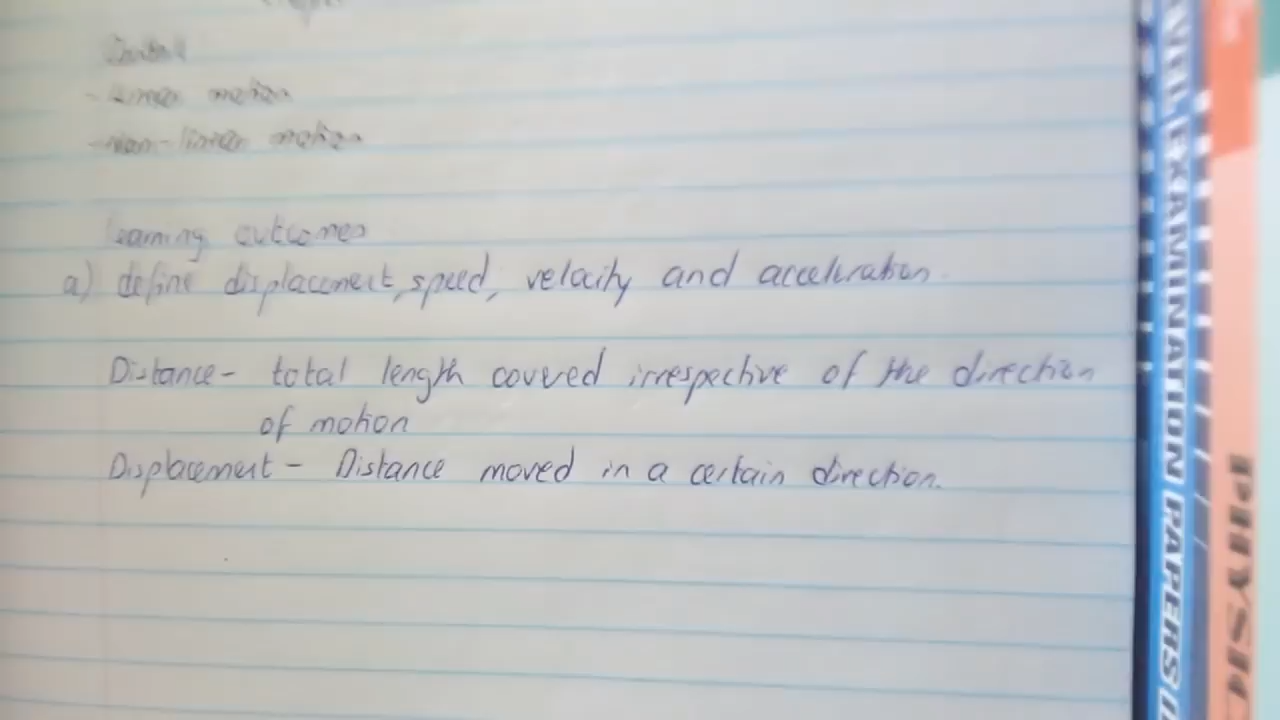 Content
- Linear motion
- Non-linear motion
Learning outcomes
a) define displacement, speed, velocity and acceleration.
Distance - total length covered irrespective of the direction
of motion
Displacement - Distance moved in a certain direction.
EXAMINATION PAPERS
PHYSIC